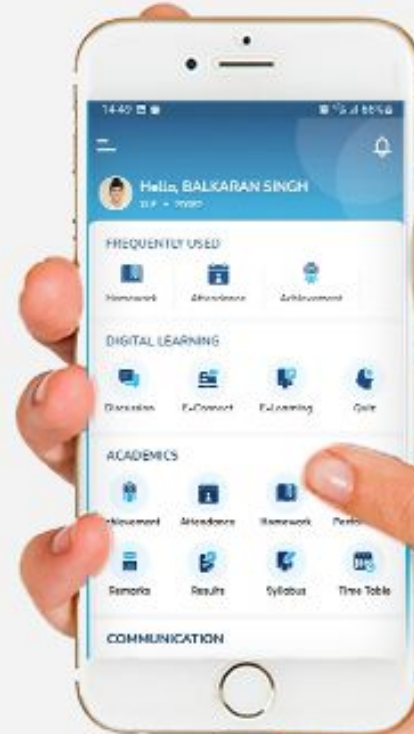 14:40
Hello, BALKARAN SINGH
FREQUENTLY USED
Homework Attendance Achievement
DIGITAL LEARNING
Discussion E-Connect E-Learning Quiz
ACADEMICS
Achievement Attendance Homework
Remarks Results Syllabus Time Table
COMMUNICATION